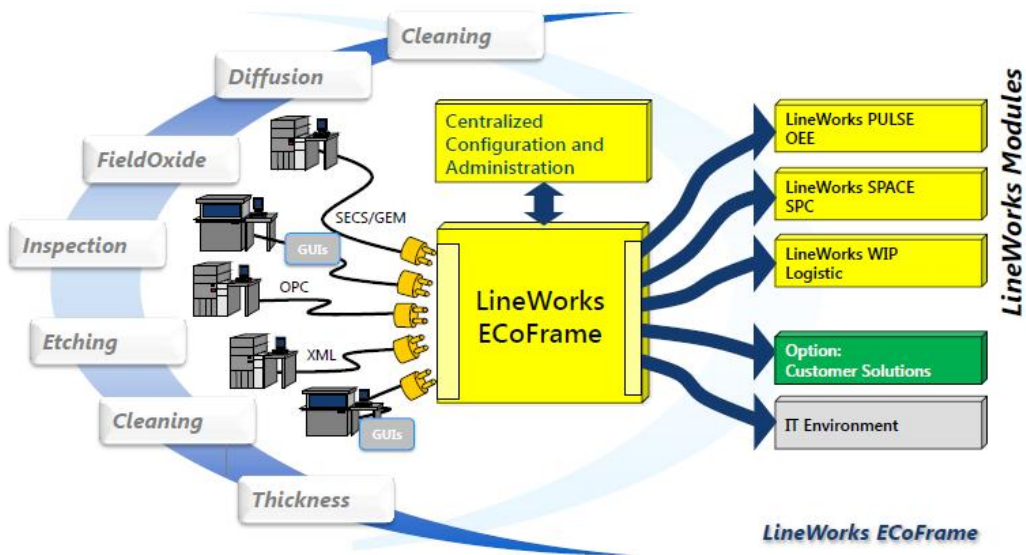 Cleaning
Diffusion
FieldOxide
Inspection
Etching
Cleaning
Thickness
SECS/GEM
GUIs
OPC
XML
GUIs
Centralized
Configuration and
Administration
LineWorks
ECoFrame
LineWorks PULSE
OEE
LineWorks SPACE
SPC
LineWorks WIP
Logistic
Option:
Customer Solutions
IT Environment
LineWorks Modules
LineWorks ECoFrame